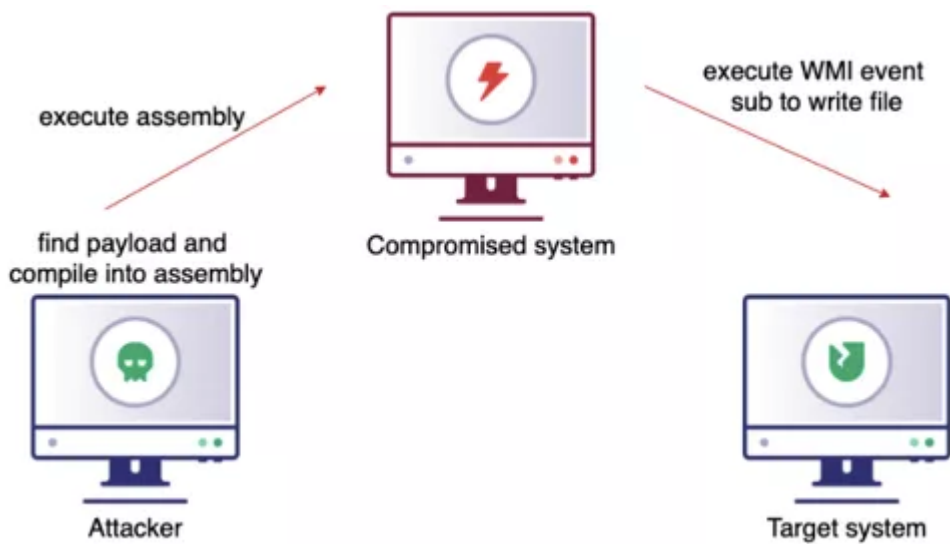 execute assembly
execute WMI event
sub to write file
find payload and
compile into assembly
Compromised system
Attacker
Target system